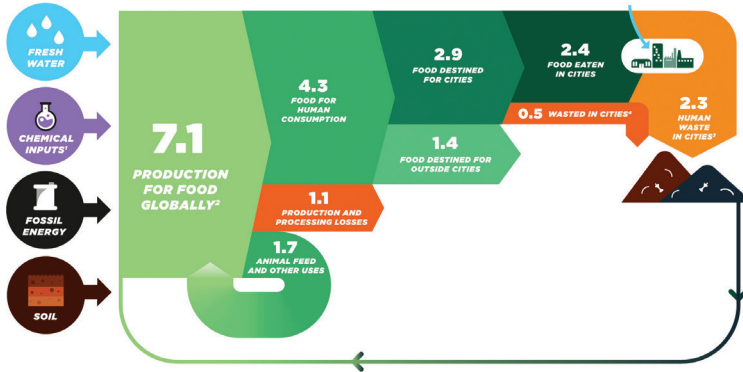 FRESH
WATER
CHEMICAL
INPUTS¹
FOSSIL
ENERGY
SOIL
7.1
PRODUCTION
FOR FOOD
GLOBALLY²
4.3
FOOD FOR
HUMAN
CONSUMPTION
1.1
PRODUCTION AND
PROCESSING LOSSES
1.7
ANIMAL FEED
AND OTHER USES
2.9
FOOD DESTINED
FOR CITIES
1.4
FOOD DESTINED FOR
OUTSIDE CITIES
2.4
FOOD EATEN
IN CITIES
0.5 WASTED IN CITIES⁴
2.3
HUMAN
WASTE
IN CITIES³